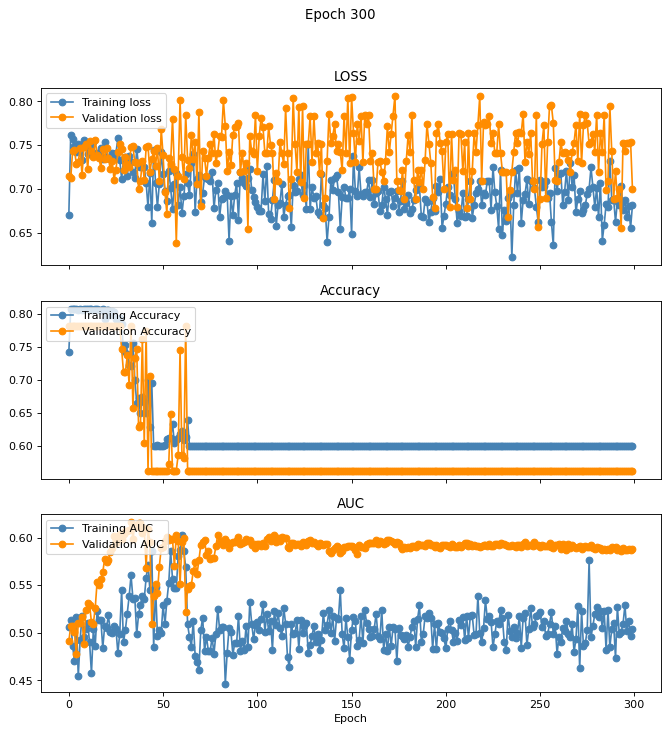 Epoch 300
LOSS
0.80
0.75
0.70
0.65
Training loss
Validation loss
Accuracy
0.80
0.75
0.70
0.65
0.60
Training Accuracy
Validation Accuracy
AUC
0.60
0.55
0.50
0.45
Training AUC
Validation AUC
0 50 100 150 200 250 300
Epoch